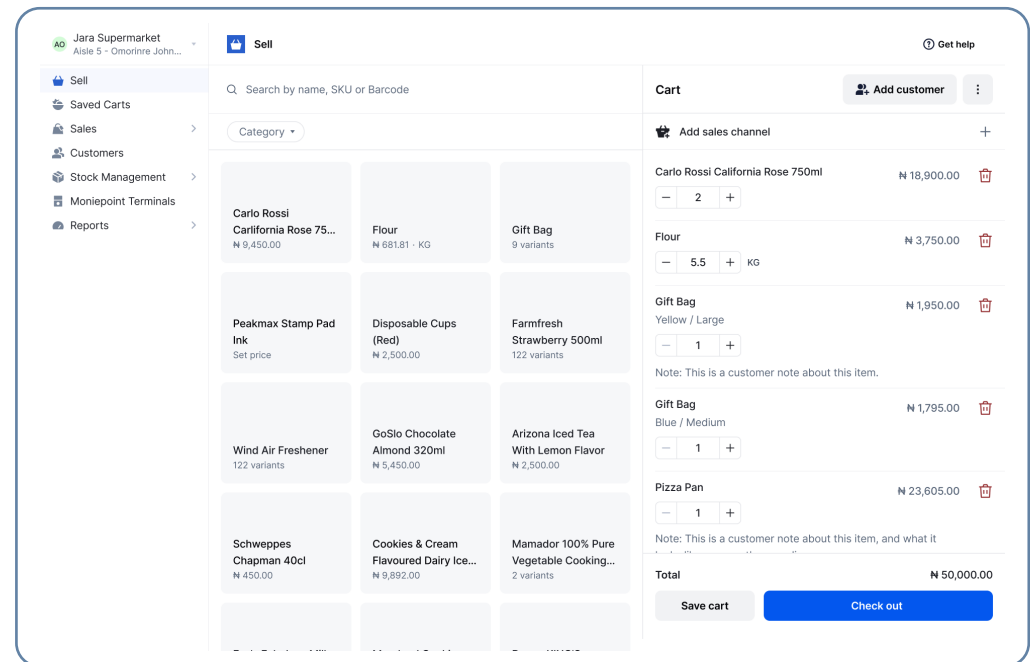 AO
Jara Supermarket
Aisle 5 - Omorinre John...
Sell
Get help
Sell
Saved Carts
Sales
Customers
Stock Management
Moniepoint Terminals
Reports
Search by name, SKU or Barcode
Category
Carlo Rossi
Carlifornia Rose 75...
₦ 9,450.00
Flour
₦ 681.81 · KG
Gift Bag
9 variants
Peakmax Stamp Pad
Ink
Set price
Disposable Cups
(Red)
₦ 2,500.00
Farmfresh
Strawberry 500ml
122 variants
Wind Air Freshener
122 variants
GoSlo Chocolate
Almond 320ml
₦ 5,450.00
Arizona Iced Tea
With Lemon Flavor
₦ 2,500.00
Schweppes
Chapman 40cl
₦ 450.00
Cookies & Cream
Flavoured Dairy Ice...
₦ 9,892.00
Mamador 100% Pure
Vegetable Cooking...
2 variants
Cart
Add customer
Add sales channel
Carlo Rossi California Rose 750ml
₦ 18,900.00
2
Flour
₦ 3,750.00
5.5
KG
Gift Bag
₦ 1,950.00
Yellow / Large
1
Note: This is a customer note about this item.
Gift Bag
₦ 1,795.00
Blue / Medium
1
Pizza Pan
₦ 23,605.00
1
Note: This is a customer note about this item, and what it
Total
₦ 50,000.00
Save cart
Check out